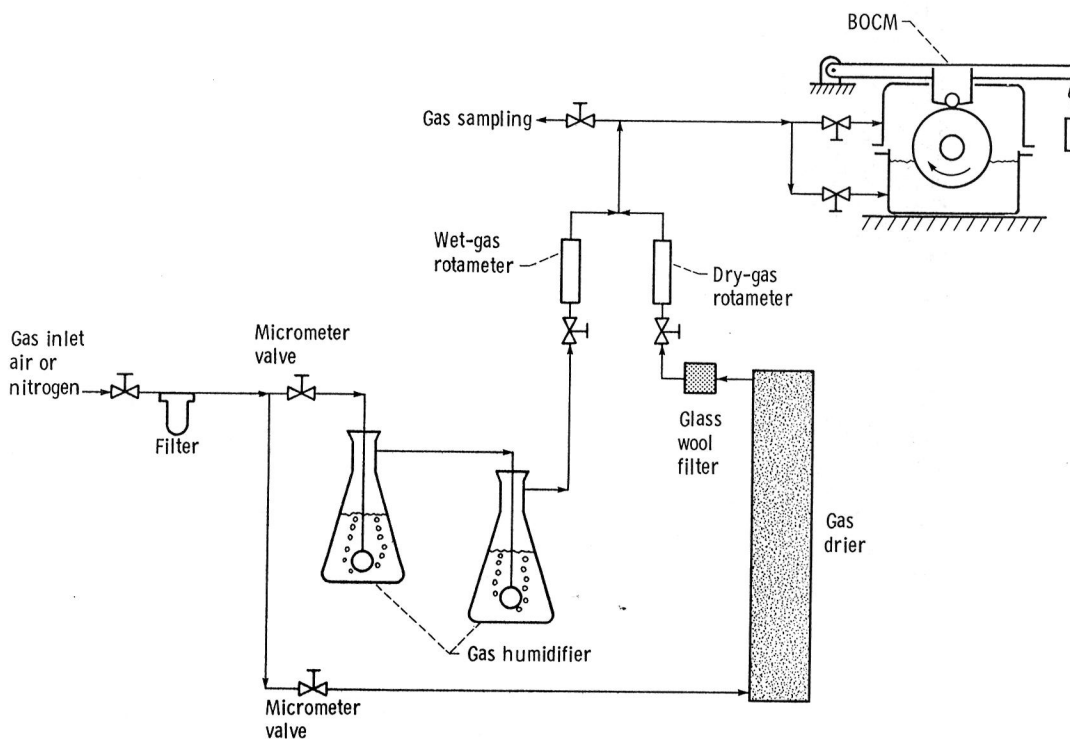 BOCM
Gas sampling
Wet-gas
rotameter
Dry-gas
rotameter
Gas inlet
air or
nitrogen
Micrometer
valve
Filter
Glass
wool
filter
Gas
drier
Gas humidifier
Micrometer
valve